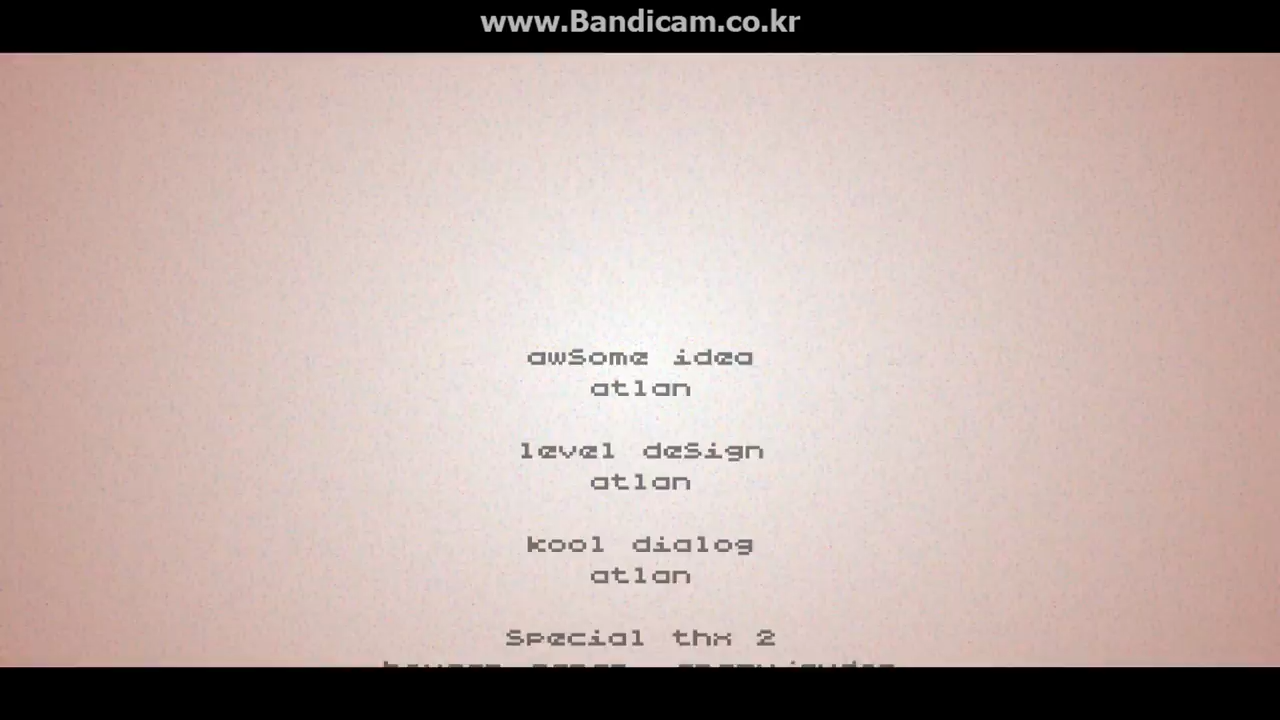 www.Bandicam.co.kr
awSome idea
atlan
level deSign
atlan
kool dialog
atlan
Special thx 2